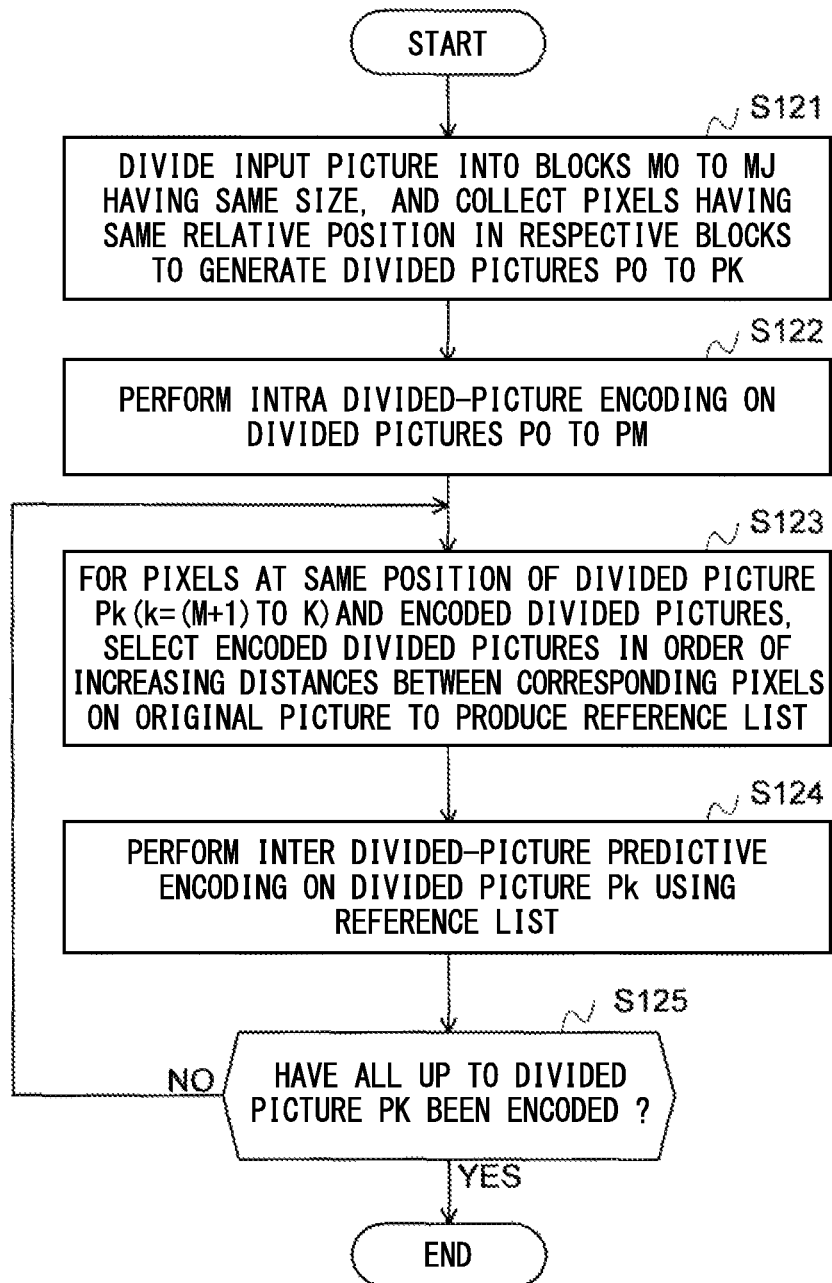 START
S121
DIVIDE INPUT PICTURE INTO BLOCKS M0 TO MJ
HAVING SAME SIZE, AND COLLECT PIXELS HAVING
SAME RELATIVE POSITION IN RESPECTIVE BLOCKS
TO GENERATE DIVIDED PICTURES P0 TO PK
S122
PERFORM INTRA DIVIDED-PICTURE ENCODING ON
DIVIDED PICTURES P0 TO PM
S123
FOR PIXELS AT SAME POSITION OF DIVIDED PICTURE
Pk(k=(M+1) TO K) AND ENCODED DIVIDED PICTURES,
SELECT ENCODED DIVIDED PICTURES IN ORDER OF
INCREASING DISTANCES BETWEEN CORRESPONDING PIXELS
ON ORIGINAL PICTURE TO PRODUCE REFERENCE LIST
S124
PERFORM INTER DIVIDED-PICTURE PREDICTIVE
ENCODING ON DIVIDED PICTURE Pk USING
REFERENCE LIST
S125
HAVE ALL UP TO DIVIDED
PICTURE PK BEEN ENCODED ?
NO
YES
END